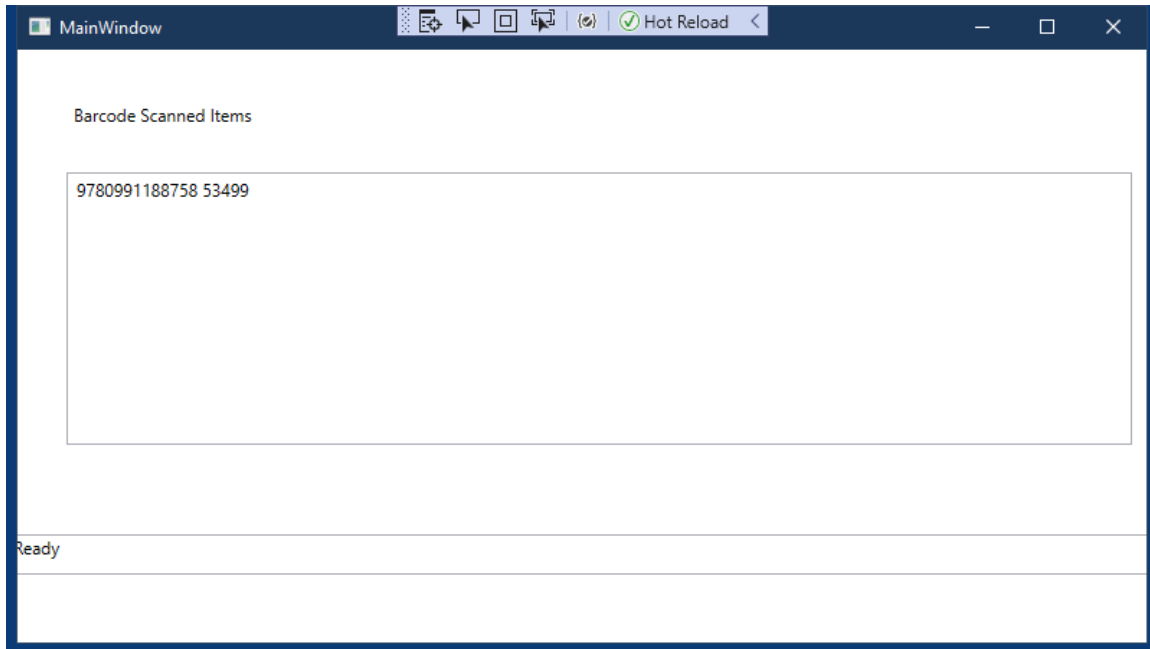 MainWindow
Hot Reload
Barcode Scanned Items
9780991188758 53499
Ready